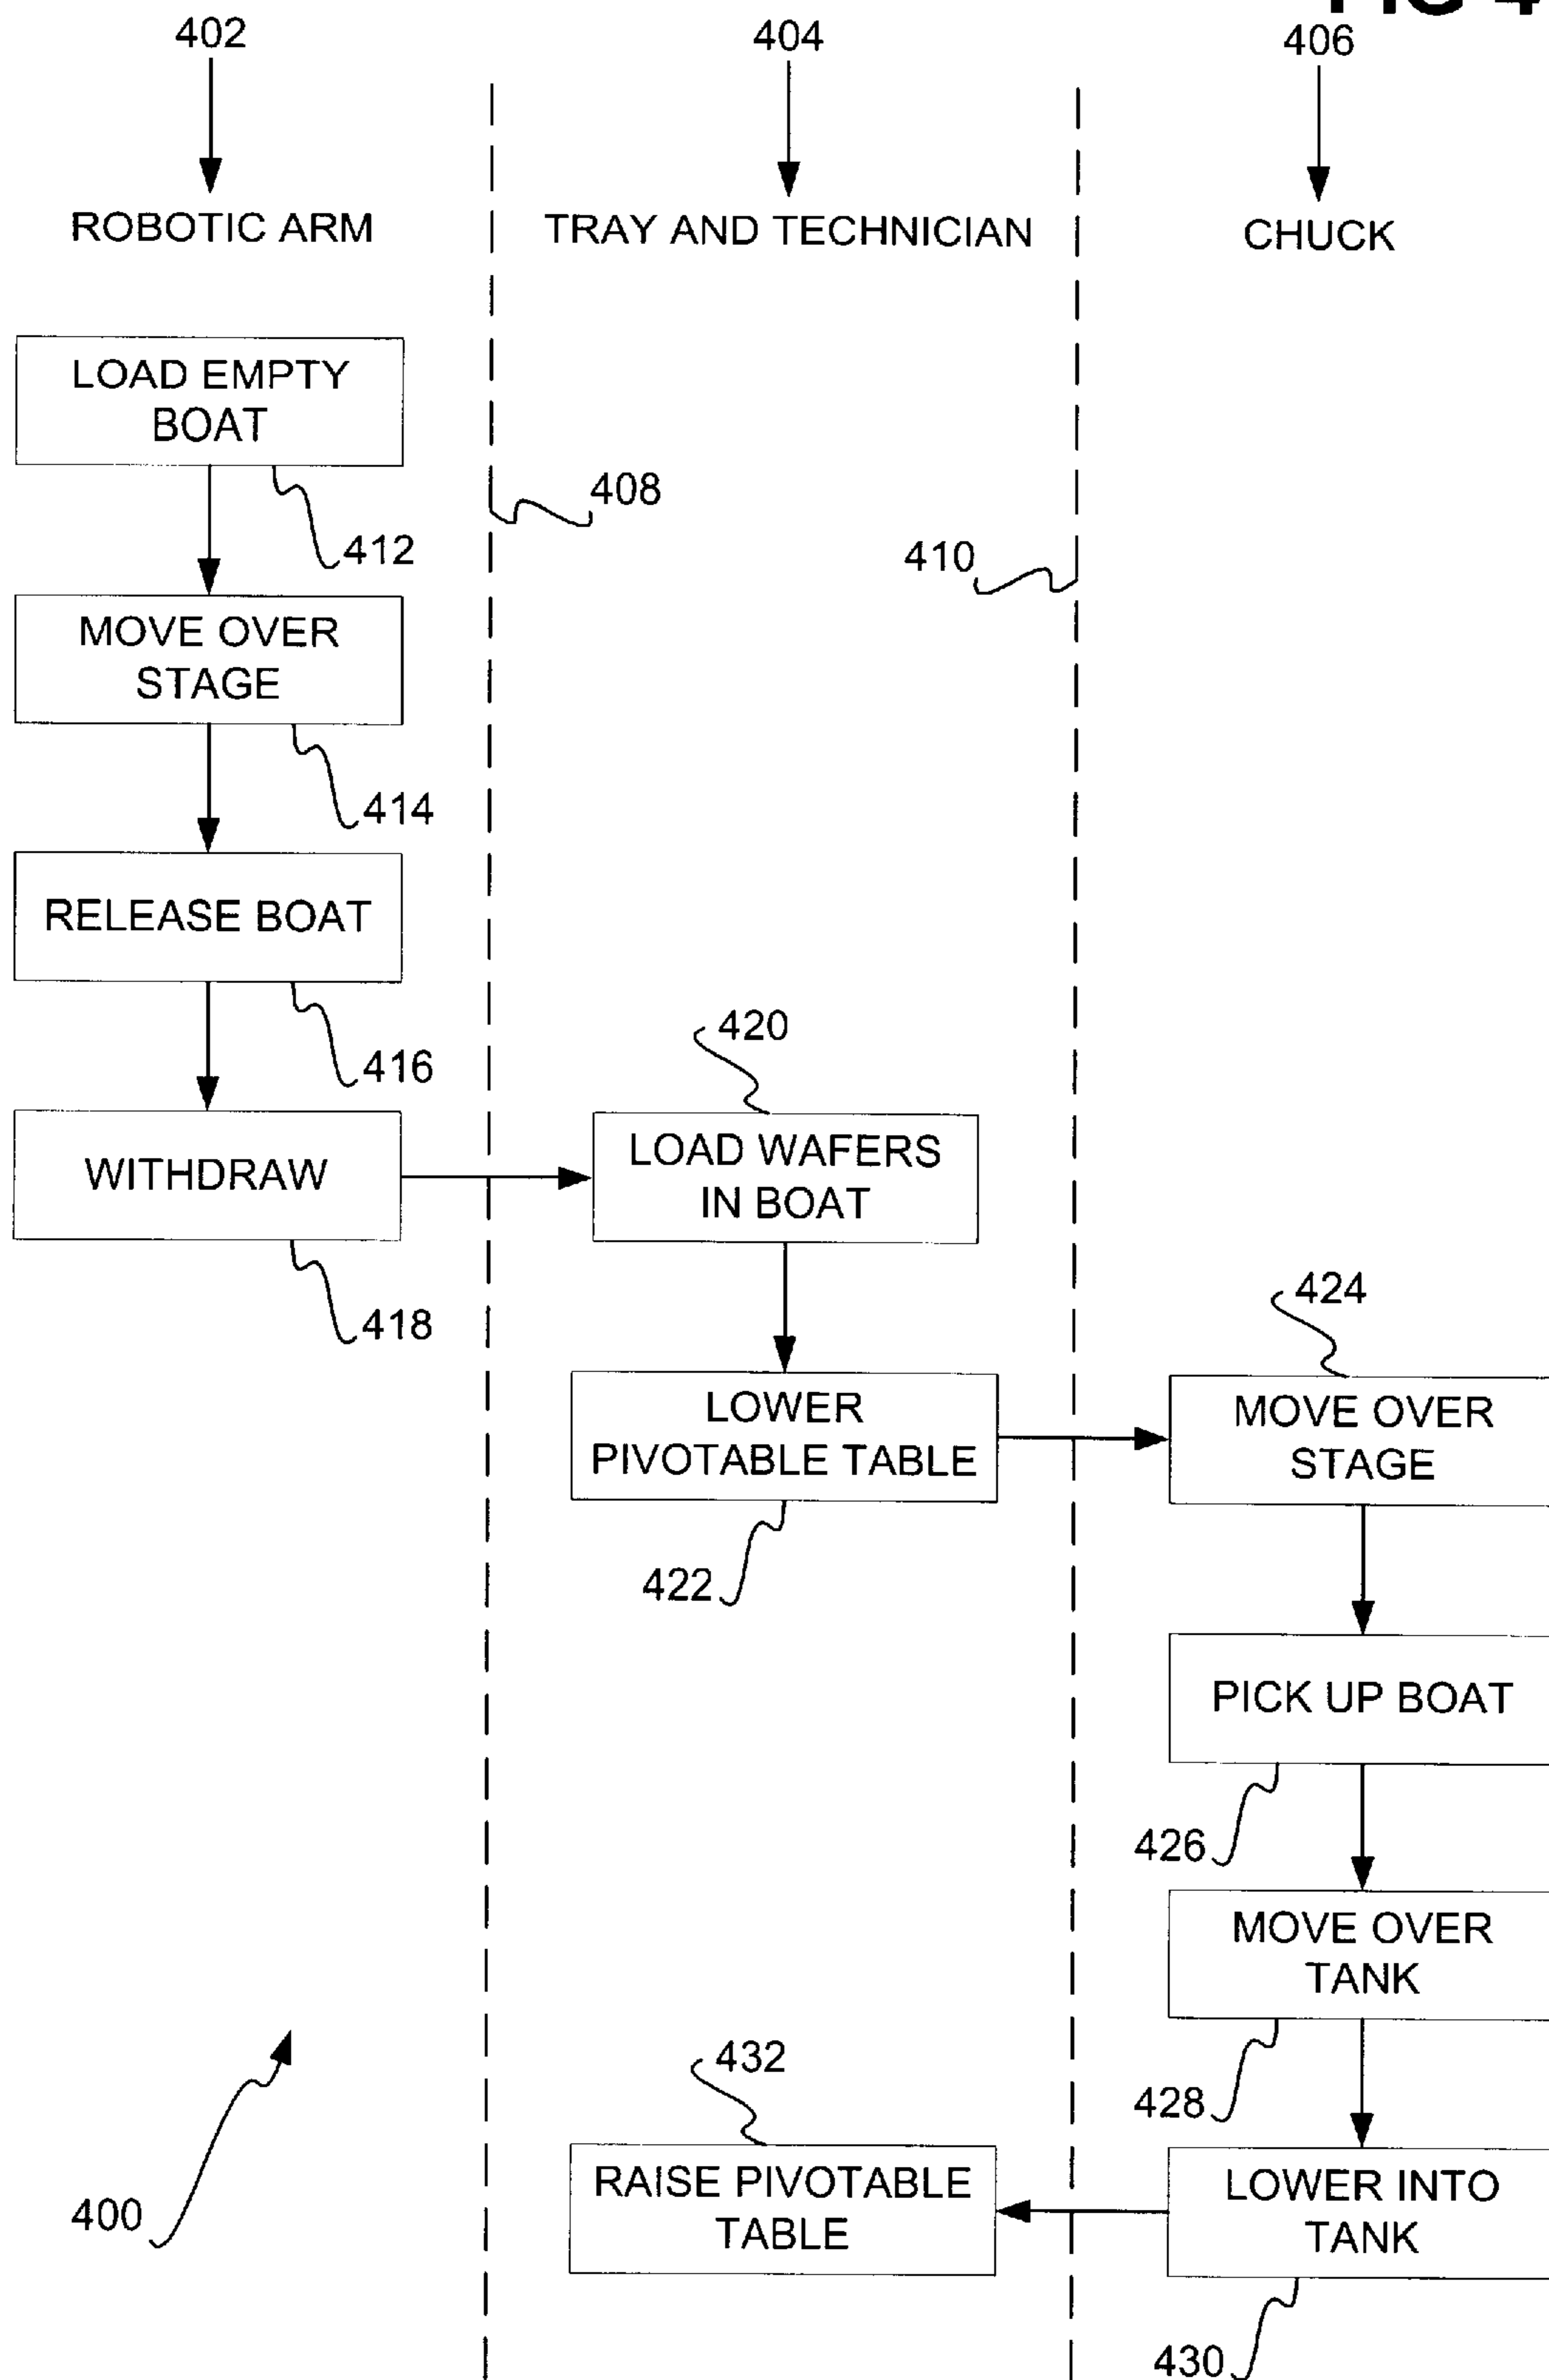 FIG 4
402
404
406
ROBOTIC ARM
TRAY AND TECHNICIAN
CHUCK
LOAD EMPTY
BOAT
408
412
410
MOVE OVER
STAGE
414
RELEASE BOAT
416
420
WITHDRAW
LOAD WAFERS
IN BOAT
418
424
LOWER
PIVOTABLE TABLE
MOVE OVER
STAGE
422
PICK UP BOAT
426
MOVE OVER
TANK
432
428
400
RAISE PIVOTABLE
TABLE
LOWER INTO
TANK
430